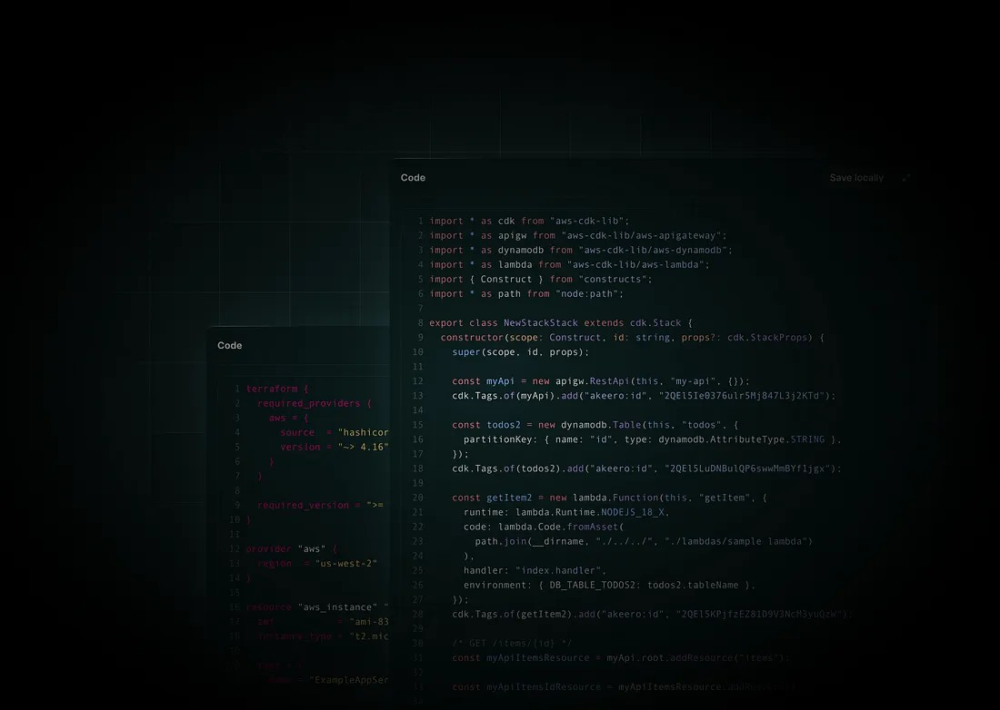 Code
Save locally
1 import * as cdk from "aws-cdk-lib";
2 import * as apigw from "aws-cdk-lib/aws-apigateway";
3 import * as dynamodb from "aws-cdk-lib/aws-dynamodb";
4 import * as lambda from "aws-cdk-lib/aws-lambda";
5 import { Construct } from "constructs";
6 import * as path from "node:path";
7
8 export class NewStackStack extends cdk.Stack {
9 constructor(scope: Construct, id: string, props?: cdk.StackProps) {
10 super(scope, id, props);
11
12 const myApi = new apigw.RestApi(this, "my-api", {});
13 cdk.Tags.of(myApi).add("akeero:id", "2QEl5Ie0376ulr5Mj847L3j2KTd");
14
15 const todos2 = new dynamodb.Table(this, "todos", {
16 partitionKey: { name: "id", type: dynamodb.AttributeType.STRING },
17 });
18 cdk.Tags.of(todos2).add("akeero:id", "2QEl5LuDNBulQP6swwMmBYf1jgx");
19
20 const getItem2 = new lambda.Function(this, "getItem", {
21 runtime: lambda.Runtime.NODEJS_18_X,
22 code: lambda.Code.fromAsset(
23 path.join(__dirname, "./../../", "./lambdas/sample_lambda")
24 ),
25 handler: "index.handler",
26 environment: { DB_TABLE_TODOS2: todos2.tableName },
27 });
28 cdk.Tags.of(getItem2).add("akeero:id", "2QEl5KPjfzEZ81D9V3NcM3yuQzW");
29
30 /* GET /items/{id} */
31 const myApiItemsResource = myApi.root.addResource("items");
32
33 const myApiItemsIdResource = myApiItemsResource.
Code
1 terraform {
2 required_providers {
3 aws = {
4 source = "hashicor
5 version = "~> 4.16"
6 }
7 }
8
9 required_version = ">=
10 }
11
12 provider "aws" {
13 region = "us-west-2"
14 }
15
16 resource "aws_instance" "
17 ami = "ami-83
18 instance_type = "t2.mic
"ExampleAppSer